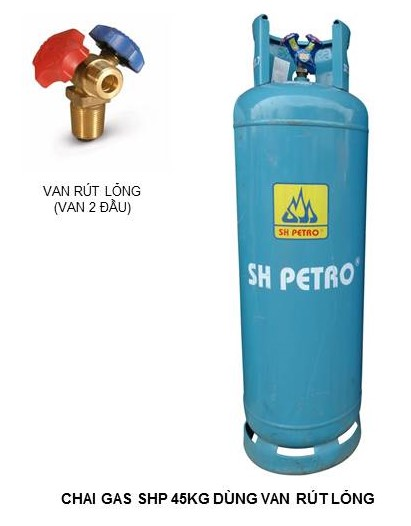 VAN RÚT LỎNG
(VAN 2 ĐẦU)
SH PETRO®
SH PETRO®
CHAI GAS SHP 45KG DÙNG VAN RÚT LỎNG